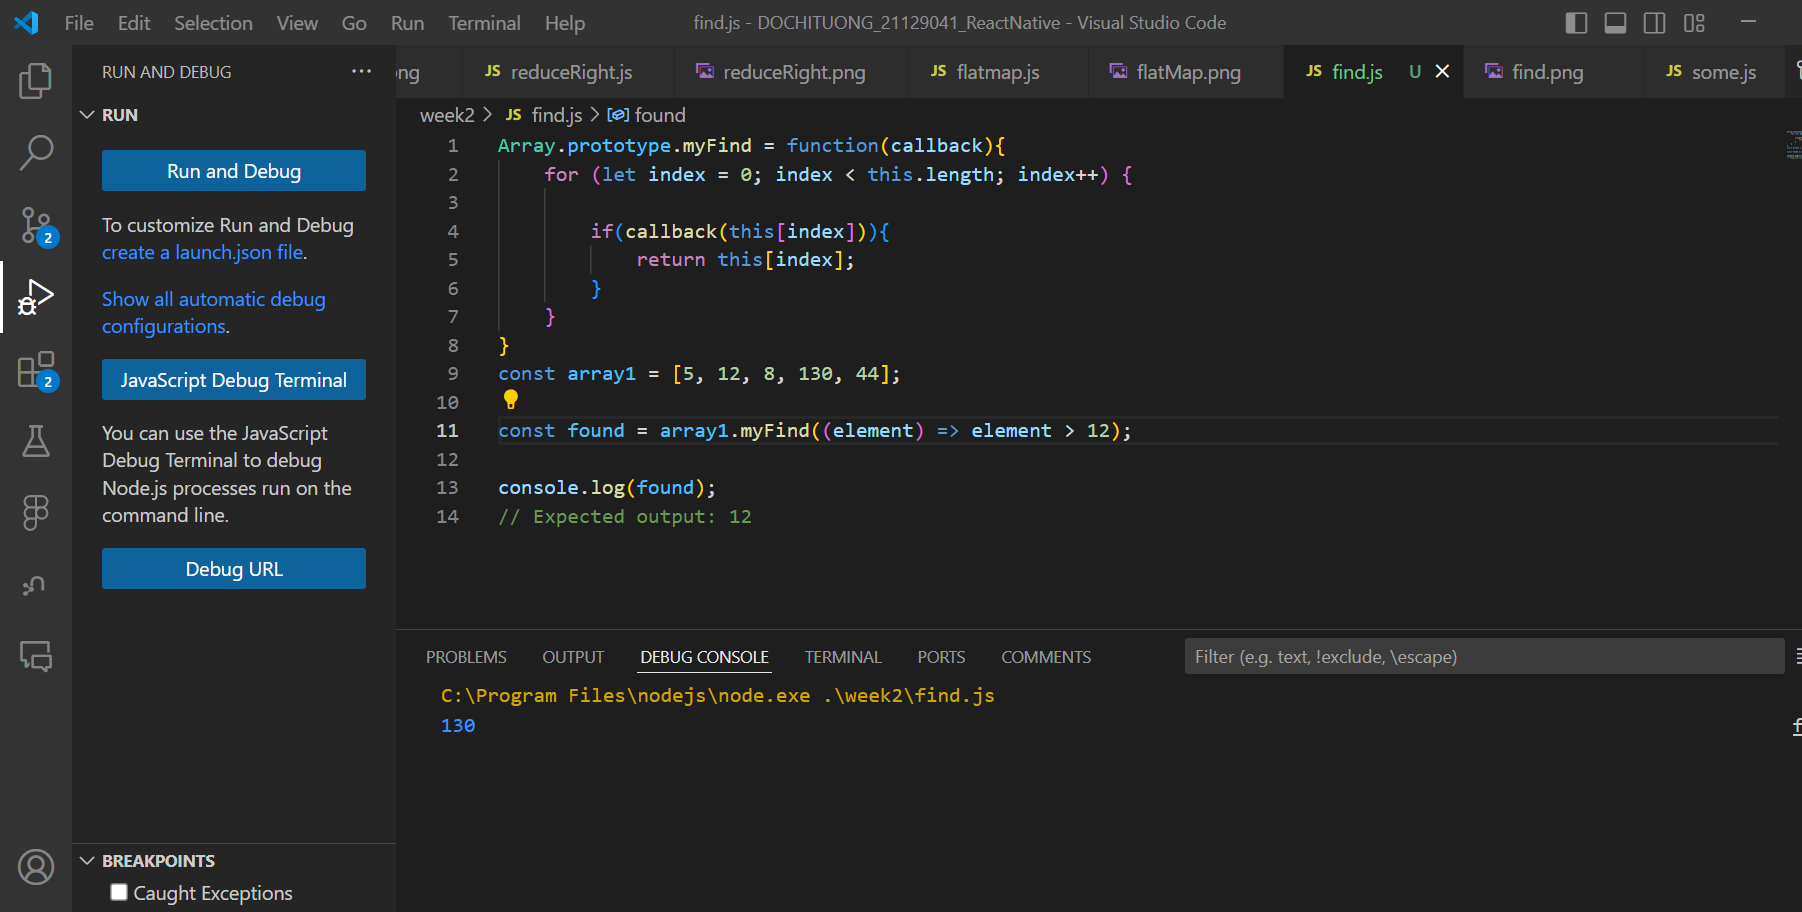 File Edit Selection View Go Run Terminal Help find.js - DOCHITUONG_21129041_ReactNative - Visual Studio Code
RUN AND DEBUG ···
ng JS reduceRight.js reduceRight.png JS flatmap.js flatMap.png JS find.js U find.png JS some.js
RUN
Run and Debug
To customize Run and Debug
create a launch.json file.
Show all automatic debug
configurations.
JavaScript Debug Terminal
You can use the JavaScript
Debug Terminal to debug
Node.js processes run on the
command line.
Debug URL
2
2
BREAKPOINTS
Caught Exceptions
week2 > JS find.js > found
1 Array.prototype.myFind = function(callback){
2     for (let index = 0; index < this.length; index++) {
3
4         if(callback(this[index])){
5             return this[index];
6         }
7     }
8 }
9 const array1 = [5, 12, 8, 130, 44];
10
11 const found = array1.myFind((element) => element > 12);
12
13 console.log(found);
14 // Expected output: 12
PROBLEMS OUTPUT DEBUG CONSOLE TERMINAL PORTS COMMENTS Filter (e.g. text, !exclude, \escape)
C:\Program Files\nodejs\node.exe .\week2\find.js
130